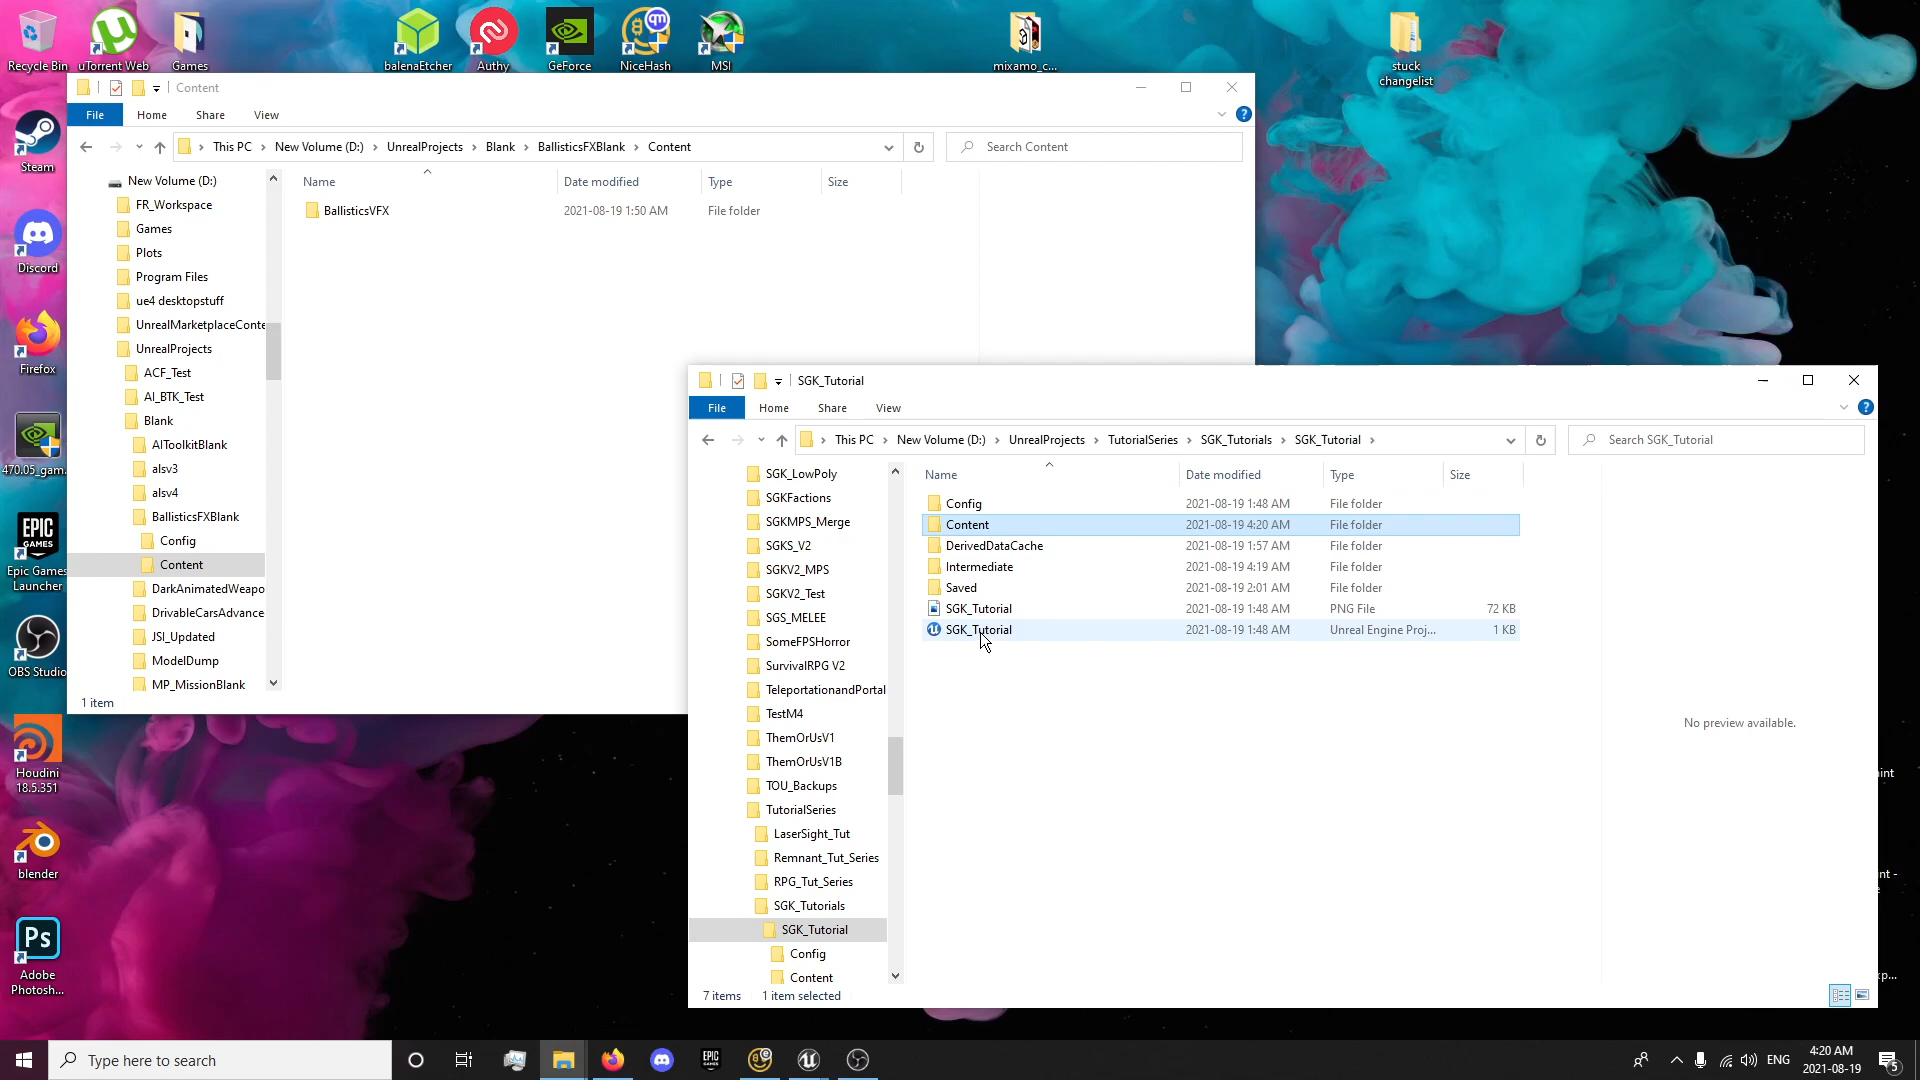 Recycle Bin
uTorrent Web
Games
balenaEtcher
Authy
GeForce
NiceHash
MSI
mixamo_c...
stuck
changelist
Steam
Discord
Firefox
470.05_gam...
Epic Games
Launcher
OBS Studio
Houdini
18.5.351
blender
Ps
Adobe
Photosh...
Content
File Home Share View
This PC > New Volume (D:) > UnrealProjects > Blank > BallisticsFXBlank > Content
Search Content
Name Date modified Type Size
BallisticsVFX 2021-08-19 1:50 AM File folder
New Volume (D:)
FR_Workspace
Games
Plots
Program Files
ue4 desktopstuff
UnrealMarketplaceConte
UnrealProjects
ACF_Test
AI_BTK_Test
Blank
AIToolkitBlank
alsv3
alsv4
BallisticsFXBlank
Config
Content
DarkAnimatedWeapo
DrivableCarsAdvance
JSI_Updated
ModelDump
MP_MissionBlank
1 item
SGK_Tutorial
File Home Share View
This PC > New Volume (D:) > UnrealProjects > TutorialSeries > SGK_Tutorials > SGK_Tutorial >
Search SGK_Tutorial
Name Date modified Type Size
Config 2021-08-19 1:48 AM File folder
Content 2021-08-19 4:20 AM File folder
DerivedDataCache 2021-08-19 1:57 AM File folder
Intermediate 2021-08-19 4:19 AM File folder
Saved 2021-08-19 2:01 AM File folder
SGK_Tutorial 2021-08-19 1:48 AM PNG File 72 KB
SGK_Tutorial 2021-08-19 1:48 AM Unreal Engine Proj... 1 KB
SGK_LowPoly
SGKFactions
SGKMPS_Merge
SGKS_V2
SGKV2_MPS
SGKV2_Test
SGS_MELEE
SomeFPSHorror
SurvivalRPG V2
TeleportationandPortal
TestM4
ThemOrUsV1
ThemOrUsV1B
TOU_Backups
TutorialSeries
LaserSight_Tut
Remnant_Tut_Series
RPG_Tut_Series
SGK_Tutorials
SGK_Tutorial
Config
Content
No preview available.
7 items 1 item selected
Type here to search
ENG
4:20 AM
2021-08-19
5